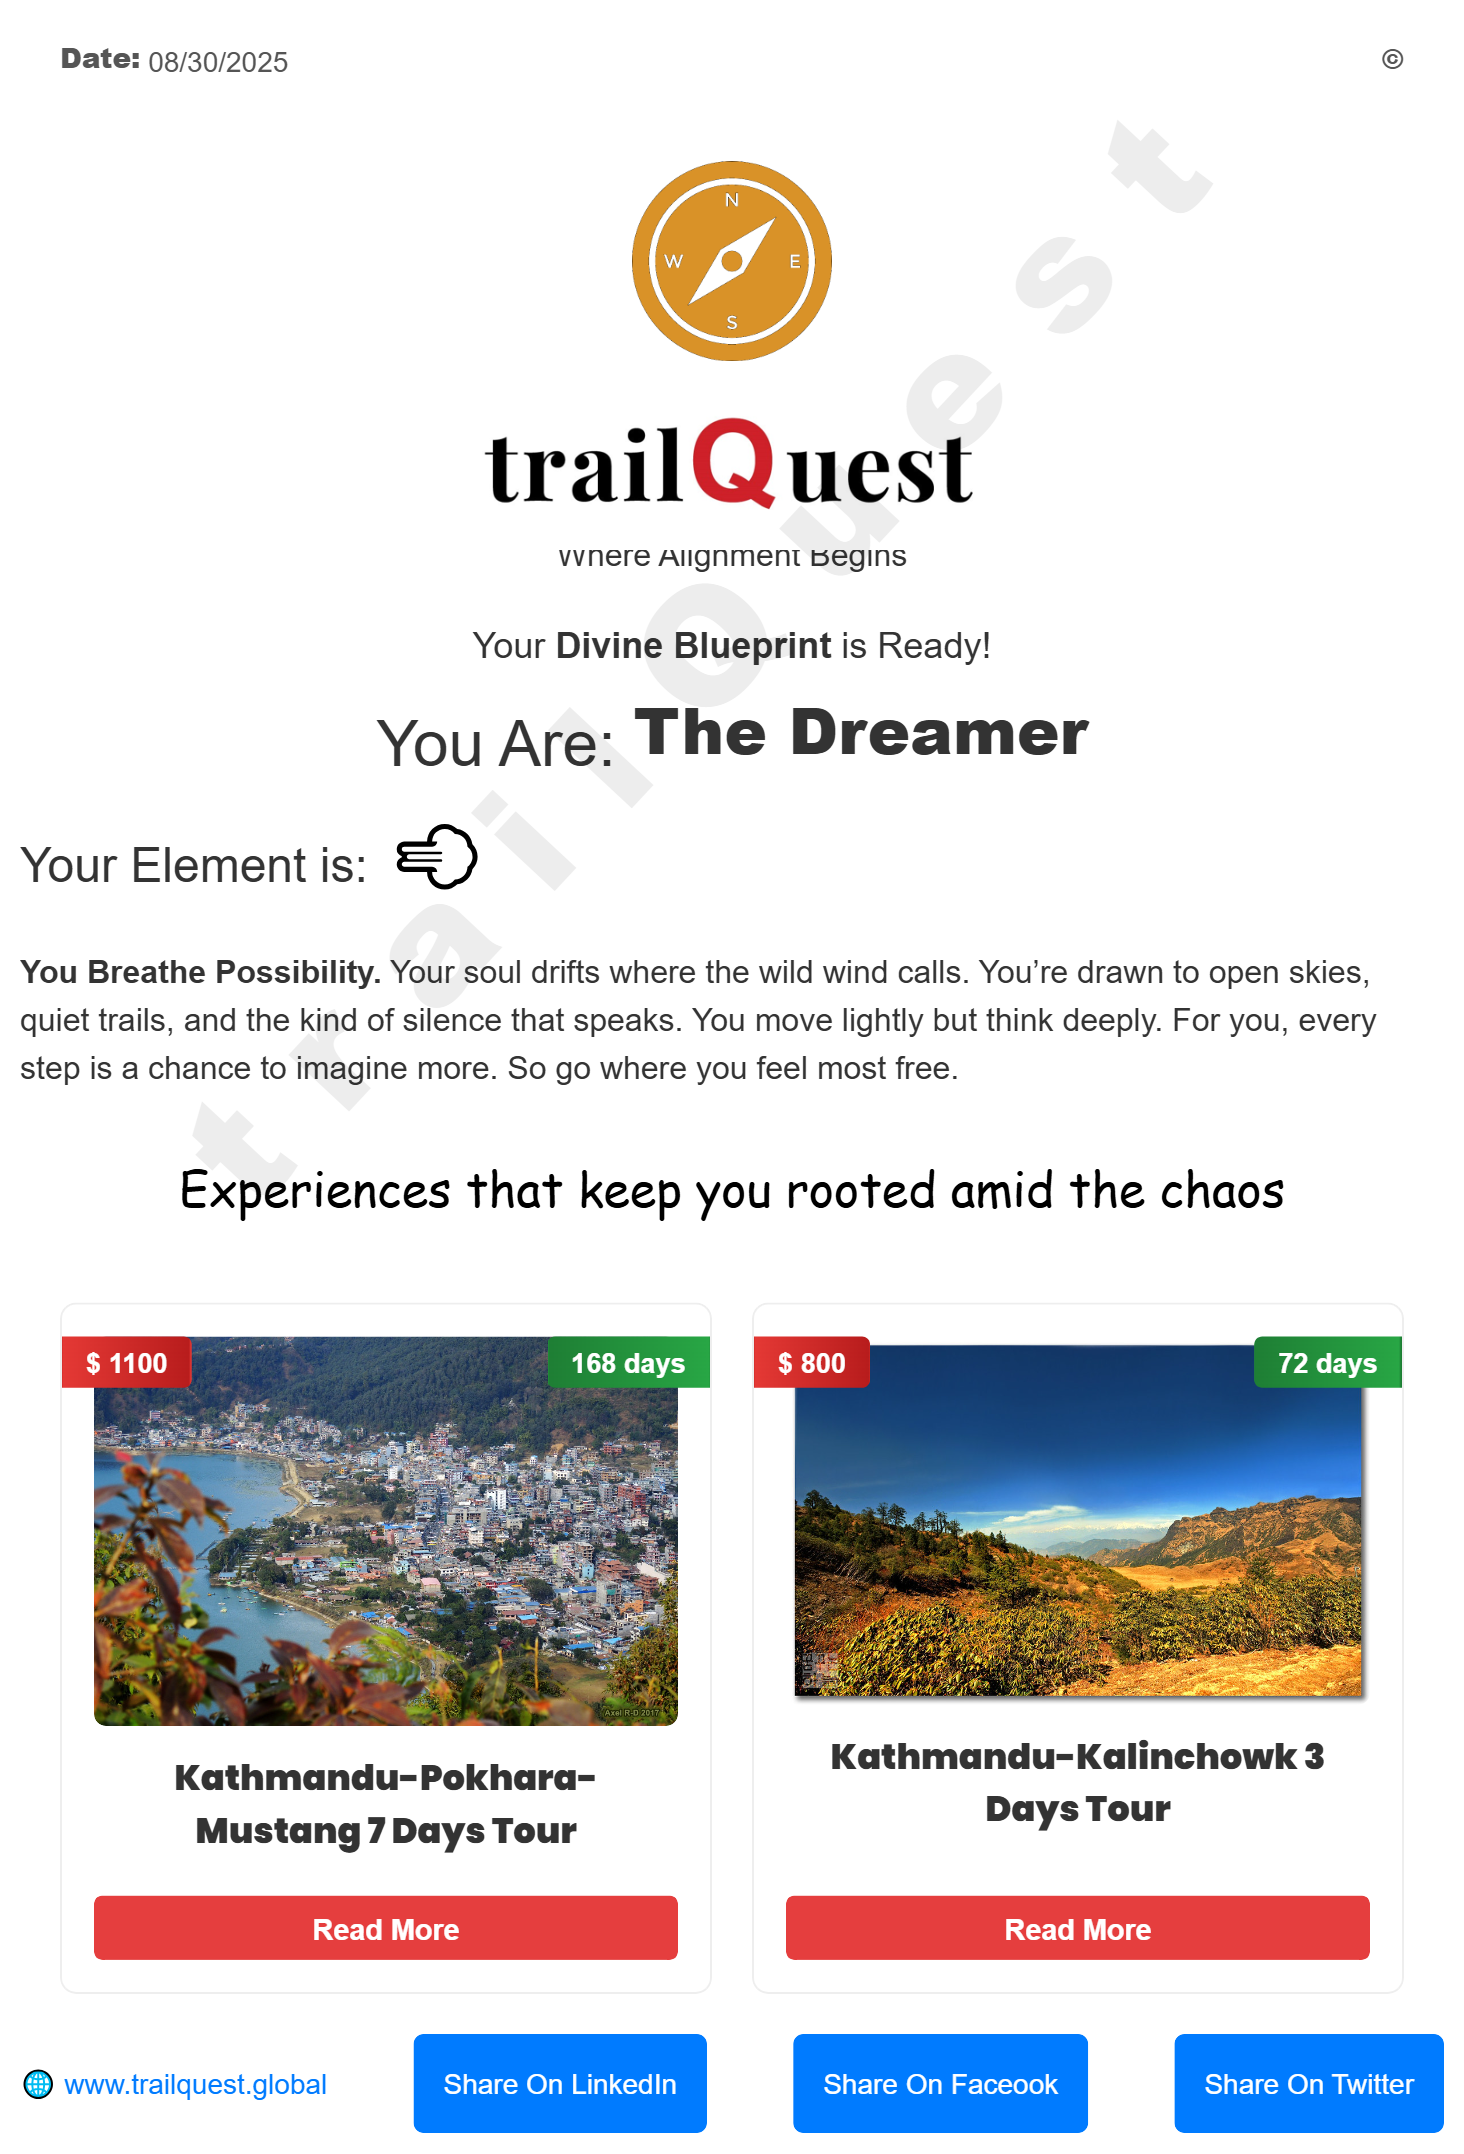 Date: 08/30/2025
©
N
W E
S
trailQuest
Where Alignment Begins
Your Divine Blueprint is Ready!
You Are: The Dreamer
Your Element is:
You Breathe Possibility. Your soul drifts where the wild wind calls. You’re drawn to open skies,
quiet trails, and the kind of silence that speaks. You move lightly but think deeply. For you, every
step is a chance to imagine more. So go where you feel most free.
trailQuest
Experiences that keep you rooted amid the chaos
$ 1100
168 days
Axel R-D 2017
Kathmandu-Pokhara-
Mustang 7 Days Tour
Read More
$ 800
72 days
Kathmandu-Kalinchowk 3
Days Tour
Read More
www.trailquest.global
Share On LinkedIn
Share On Faceook
Share On Twitter